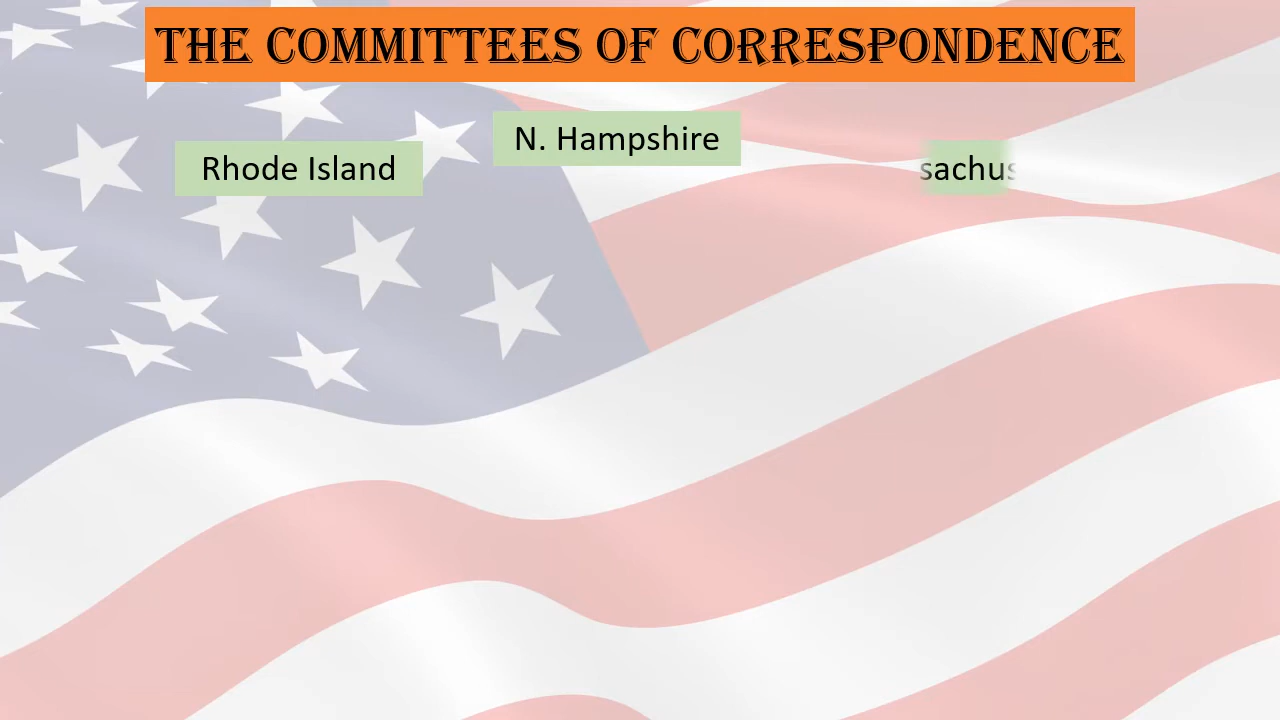 THE COMMITTEES OF CORRESPONDENCE
N. Hampshire
Rhode Island
sachus